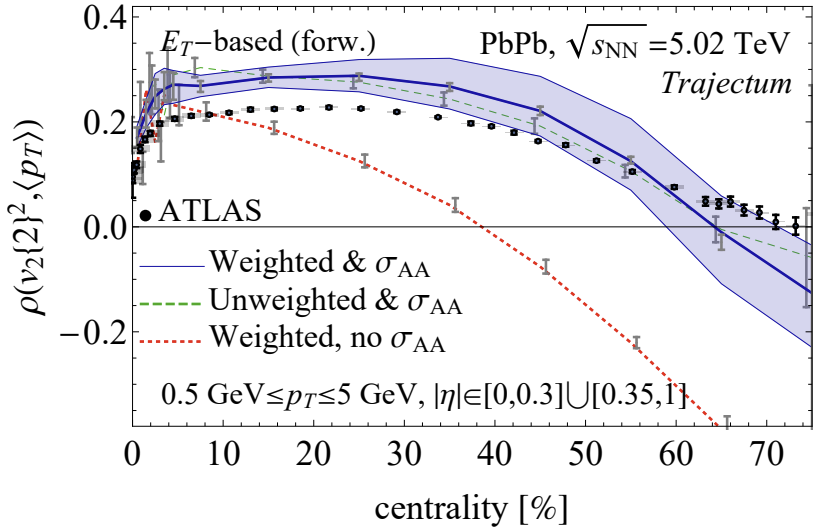 E_T−based (forw.)
PbPb, √s_NN =5.02 TeV
Trajectum
ATLAS
Weighted & σ_AA
Unweighted & σ_AA
Weighted, no σ_AA
0.5 GeV≤p_T≤5 GeV, |η|∈[0,0.3]⋃[0.35,1]
ρ(v_2{2}^2,⟨p_T⟩)
0.4
0.2
0.0
−0.2
0 10 20 30 40 50 60 70
centrality [%]